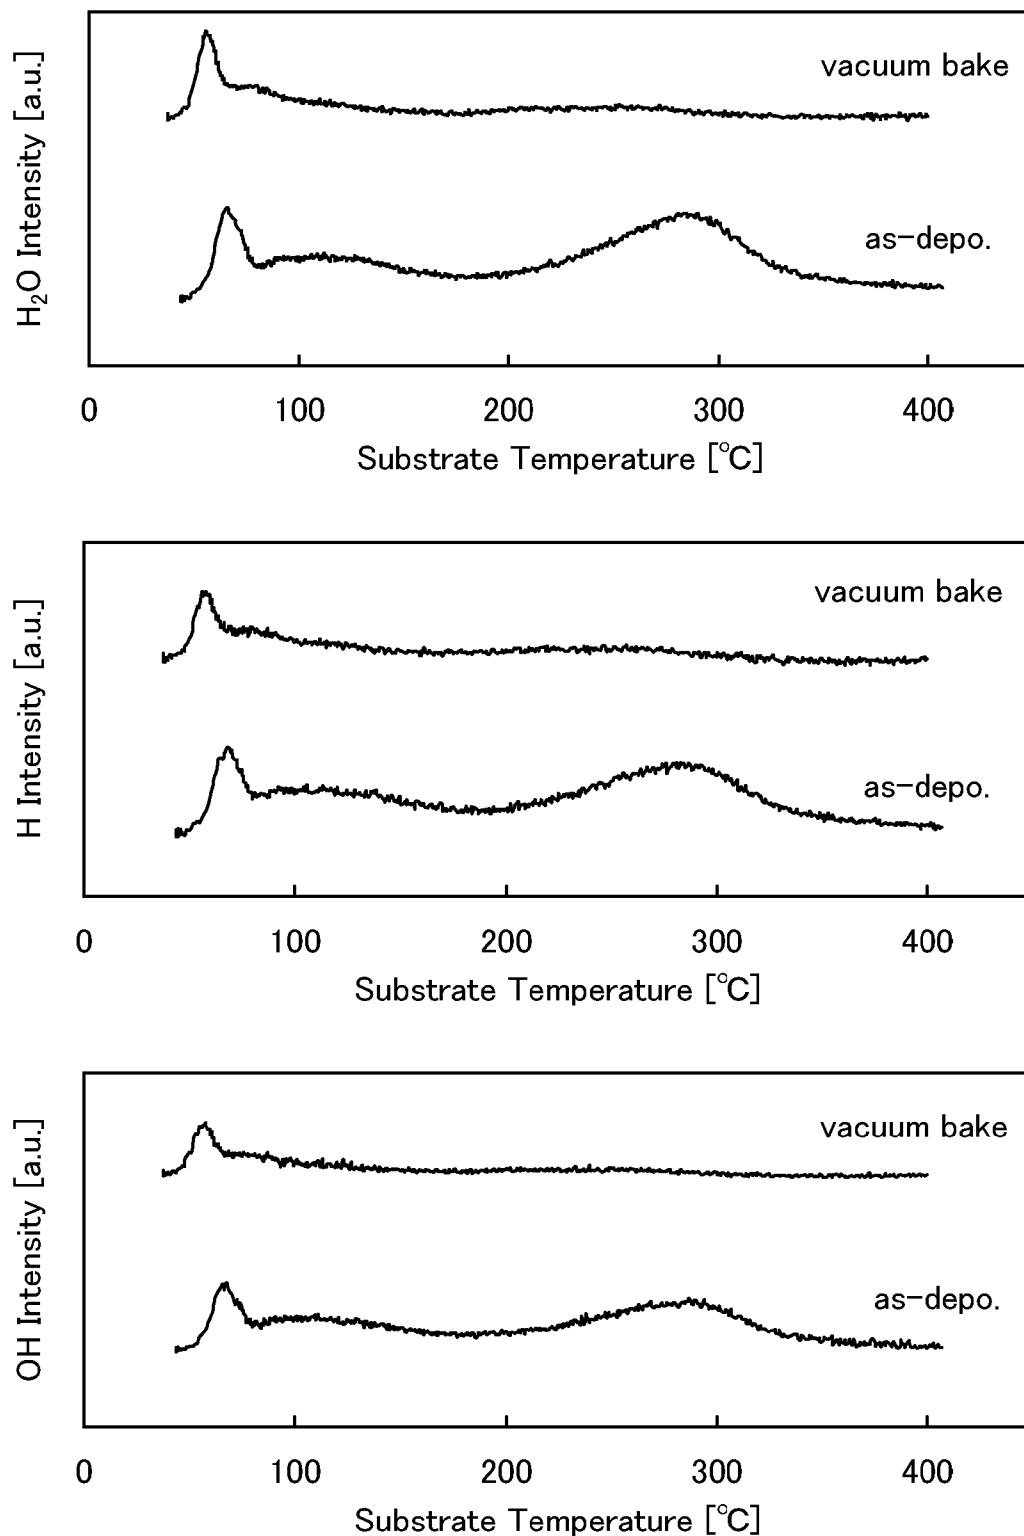 H₂O Intensity [a.u.]
vacuum bake
as-depo.
0 100 200 300 400
Substrate Temperature [℃]
H Intensity [a.u.]
vacuum bake
as-depo.
0 100 200 300 400
Substrate Temperature [℃]
OH Intensity [a.u.]
vacuum bake
as-depo.
0 100 200 300 400
Substrate Temperature [℃]